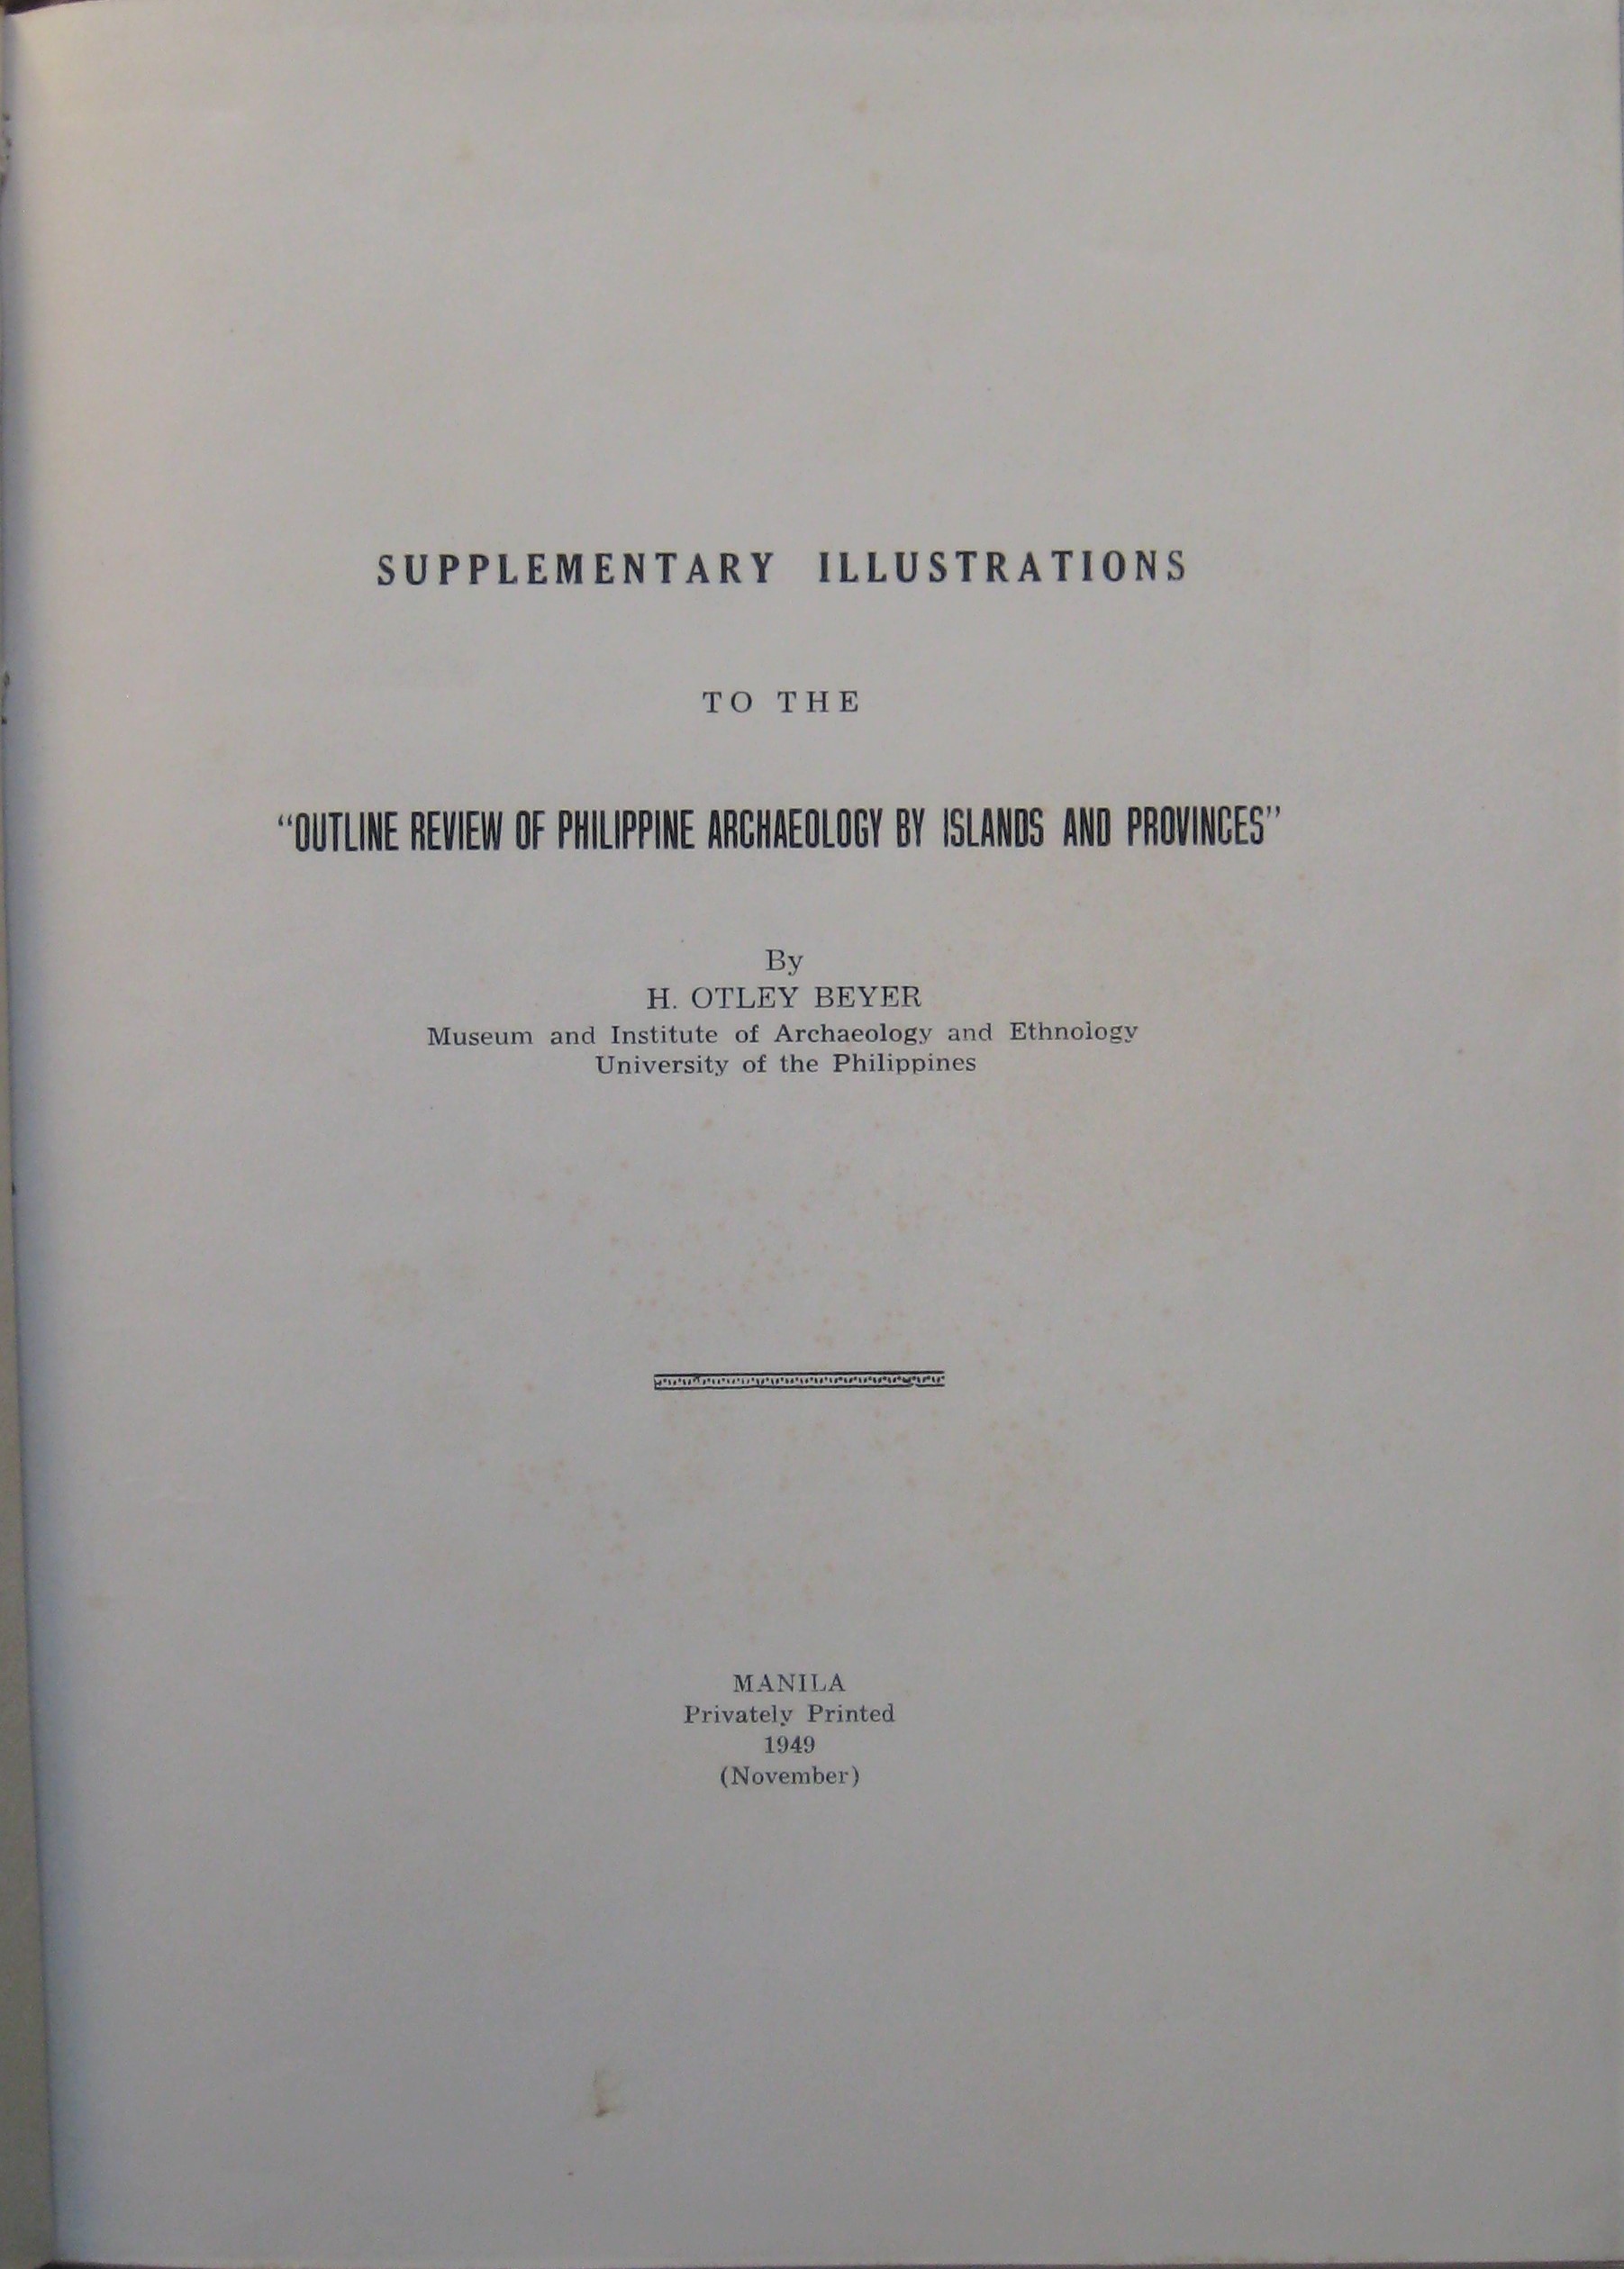 SUPPLEMENTARY ILLUSTRATIONS
TO THE
“OUTLINE REVIEW OF PHILIPPINE ARCHAEOLOGY BY ISLANDS AND PROVINCES”
By
H. OTLEY BEYER
Museum and Institute of Archaeology and Ethnology
University of the Philippines
MANILA
Privately Printed
1949
(November)